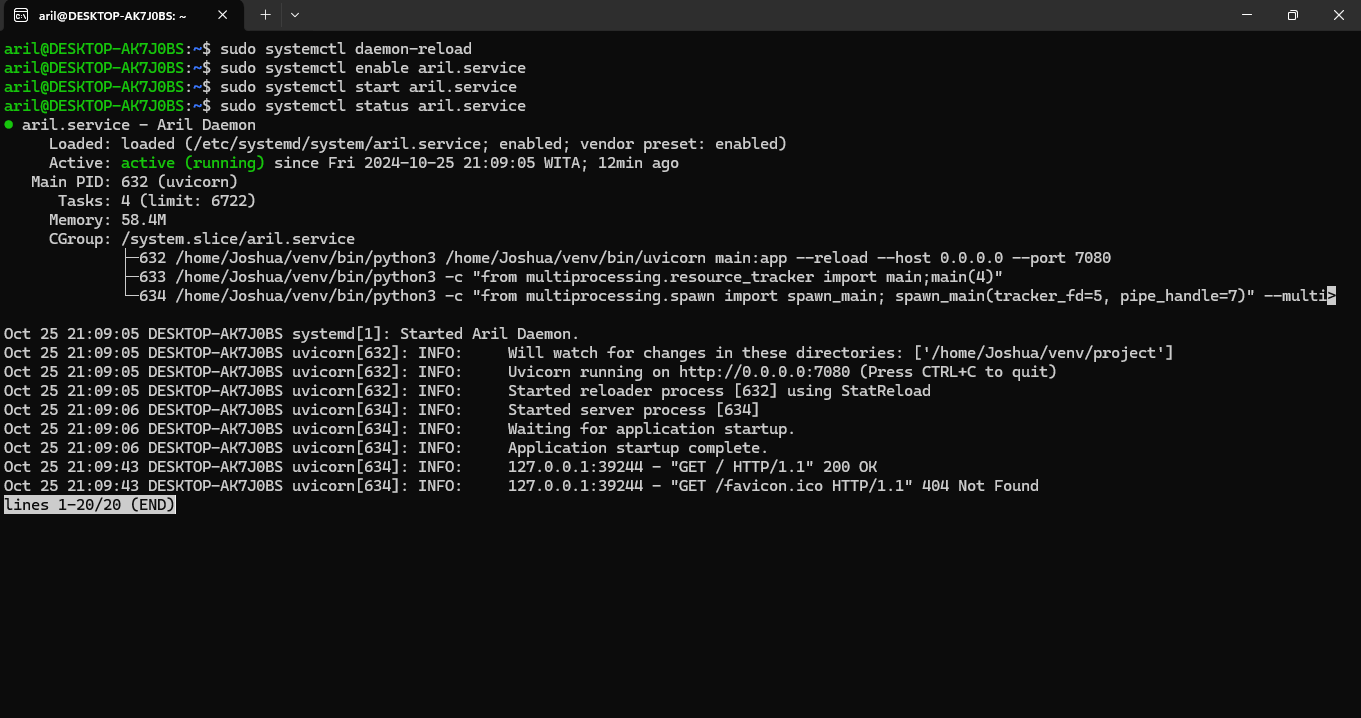 aril@DESKTOP-AK7J0BS: ~
aril@DESKTOP-AK7J0BS:~$ sudo systemctl daemon-reload
aril@DESKTOP-AK7J0BS:~$ sudo systemctl enable aril.service
aril@DESKTOP-AK7J0BS:~$ sudo systemctl start aril.service
aril@DESKTOP-AK7J0BS:~$ sudo systemctl status aril.service
● aril.service - Aril Daemon
     Loaded: loaded (/etc/systemd/system/aril.service; enabled; vendor preset: enabled)
     Active: active (running) since Fri 2024-10-25 21:09:05 WITA; 12min ago
   Main PID: 632 (uvicorn)
      Tasks: 4 (limit: 6722)
     Memory: 58.4M
     CGroup: /system.slice/aril.service
             ├─632 /home/Joshua/venv/bin/python3 /home/Joshua/venv/bin/uvicorn main:app --reload --host 0.0.0.0 --port 7080
             ├─633 /home/Joshua/venv/bin/python3 -c "from multiprocessing.resource_tracker import main;main(4)"
             └─634 /home/Joshua/venv/bin/python3 -c "from multiprocessing.spawn import spawn_main; spawn_main(tracker_fd=5, pipe_handle=7)" --multi>
Oct 25 21:09:05 DESKTOP-AK7J0BS systemd[1]: Started Aril Daemon.
Oct 25 21:09:05 DESKTOP-AK7J0BS uvicorn[632]: INFO:     Will watch for changes in these directories: ['/home/Joshua/venv/project']
Oct 25 21:09:05 DESKTOP-AK7J0BS uvicorn[632]: INFO:     Uvicorn running on http://0.0.0.0:7080 (Press CTRL+C to quit)
Oct 25 21:09:05 DESKTOP-AK7J0BS uvicorn[632]: INFO:     Started reloader process [632] using StatReload
Oct 25 21:09:06 DESKTOP-AK7J0BS uvicorn[634]: INFO:     Started server process [634]
Oct 25 21:09:06 DESKTOP-AK7J0BS uvicorn[634]: INFO:     Waiting for application startup.
Oct 25 21:09:06 DESKTOP-AK7J0BS uvicorn[634]: INFO:     Application startup complete.
Oct 25 21:09:43 DESKTOP-AK7J0BS uvicorn[634]: INFO:     127.0.0.1:39244 - "GET / HTTP/1.1" 200 OK
Oct 25 21:09:43 DESKTOP-AK7J0BS uvicorn[634]: INFO:     127.0.0.1:39244 - "GET /favicon.ico HTTP/1.1" 404 Not Found
lines 1-20/20 (END)